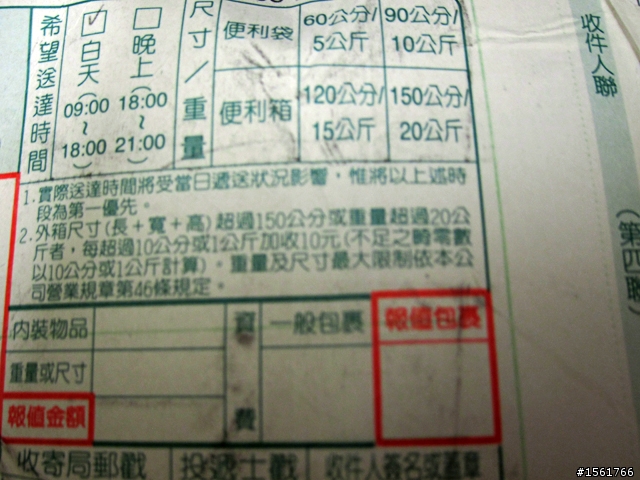 希望送達時間
白天
(09:00
~
18:00
)
晚上
(18:00
~
21:00
)
尺寸/重量
便利袋
60公分/
5公斤
90公分/
10公斤
便利箱
120公分/
15公斤
150公分/
20公斤
1.實際送達時間將受當日遞送狀況影響，惟將以上述時
段為第一優先。
2.外箱尺寸(長+寬+高)超過150公分或重量超過20公
斤者，每超過10公分或1公斤加收10元(不足之畸零數
以10公分或1公斤計算)。重量及尺寸最大限制依本公
司營業規章第46條規定。
內裝物品
資費
一般包裹
報值包裹
重量或尺寸
報值金額
收寄局郵戳
投遞士戳
收件人簽名或蓋章
收件人聯
(第四聯)
#1561766